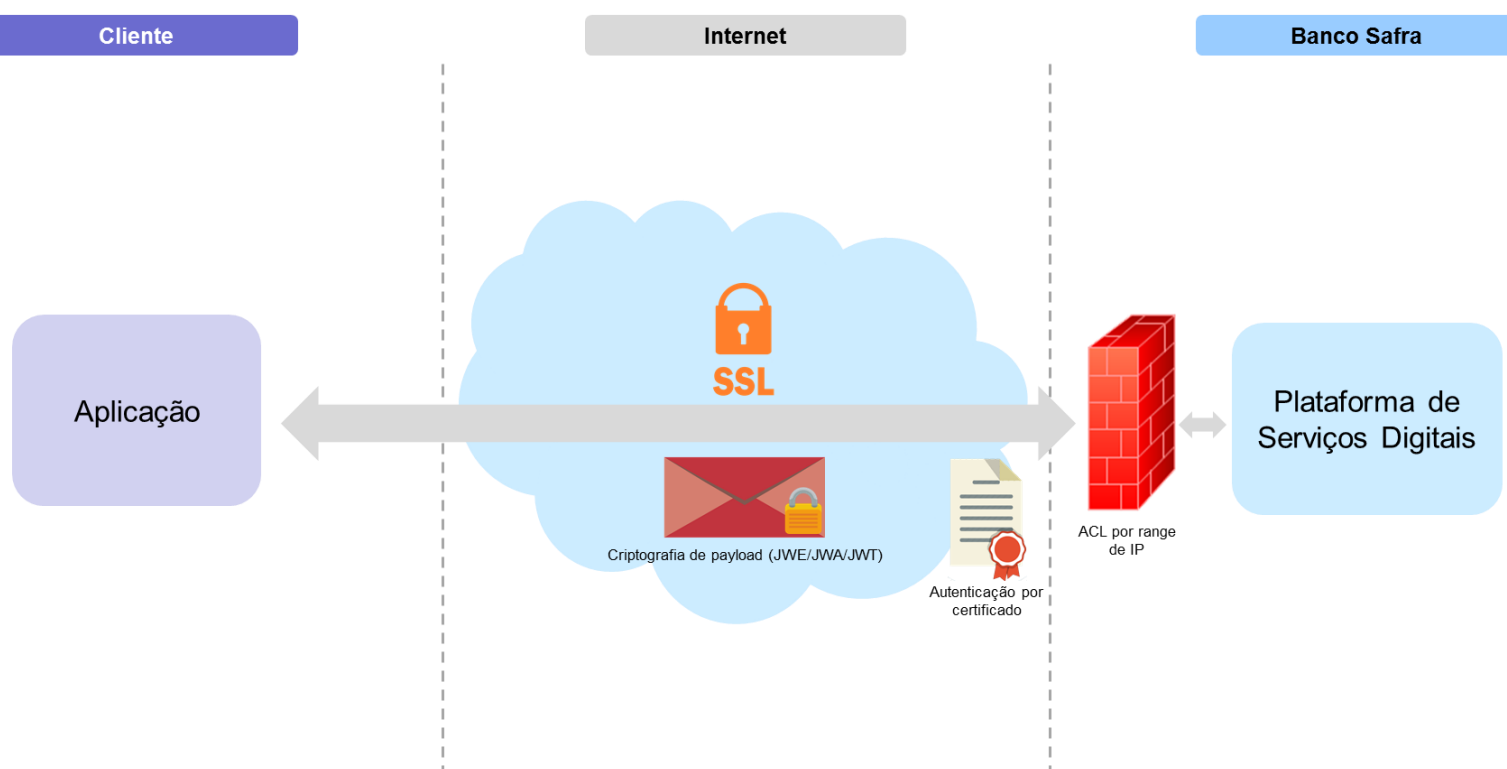 Cliente
Internet
Banco Safra
SSL
Aplicação
Plataforma de
Serviços Digitais
Criptografia de payload (JWE/JWA/JWT)
ACL por range
de IP
Autenticação por
certificado